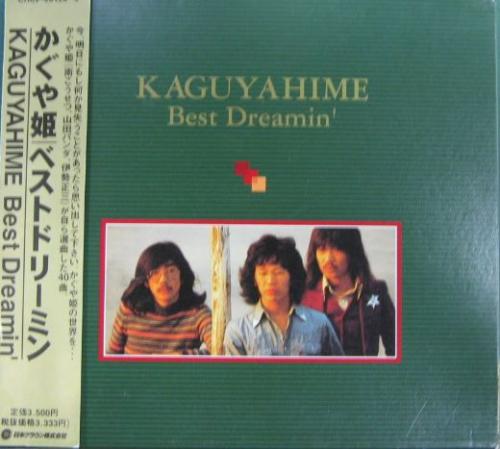 かぐや姫 ベストドリーミン
KAGUYAHIME Best Dreamin'
今、明日にもし何か見失うことがあったら思い出して下さい かぐや姫の世界を…
かぐや姫(南こうせつ、山田パンダ、伊勢正三)が自ら選曲した40曲。
定価3.500円
(税抜価格3.333円)
日本クラウン株式会社
KAGUYAHIME
Best Dreamin'